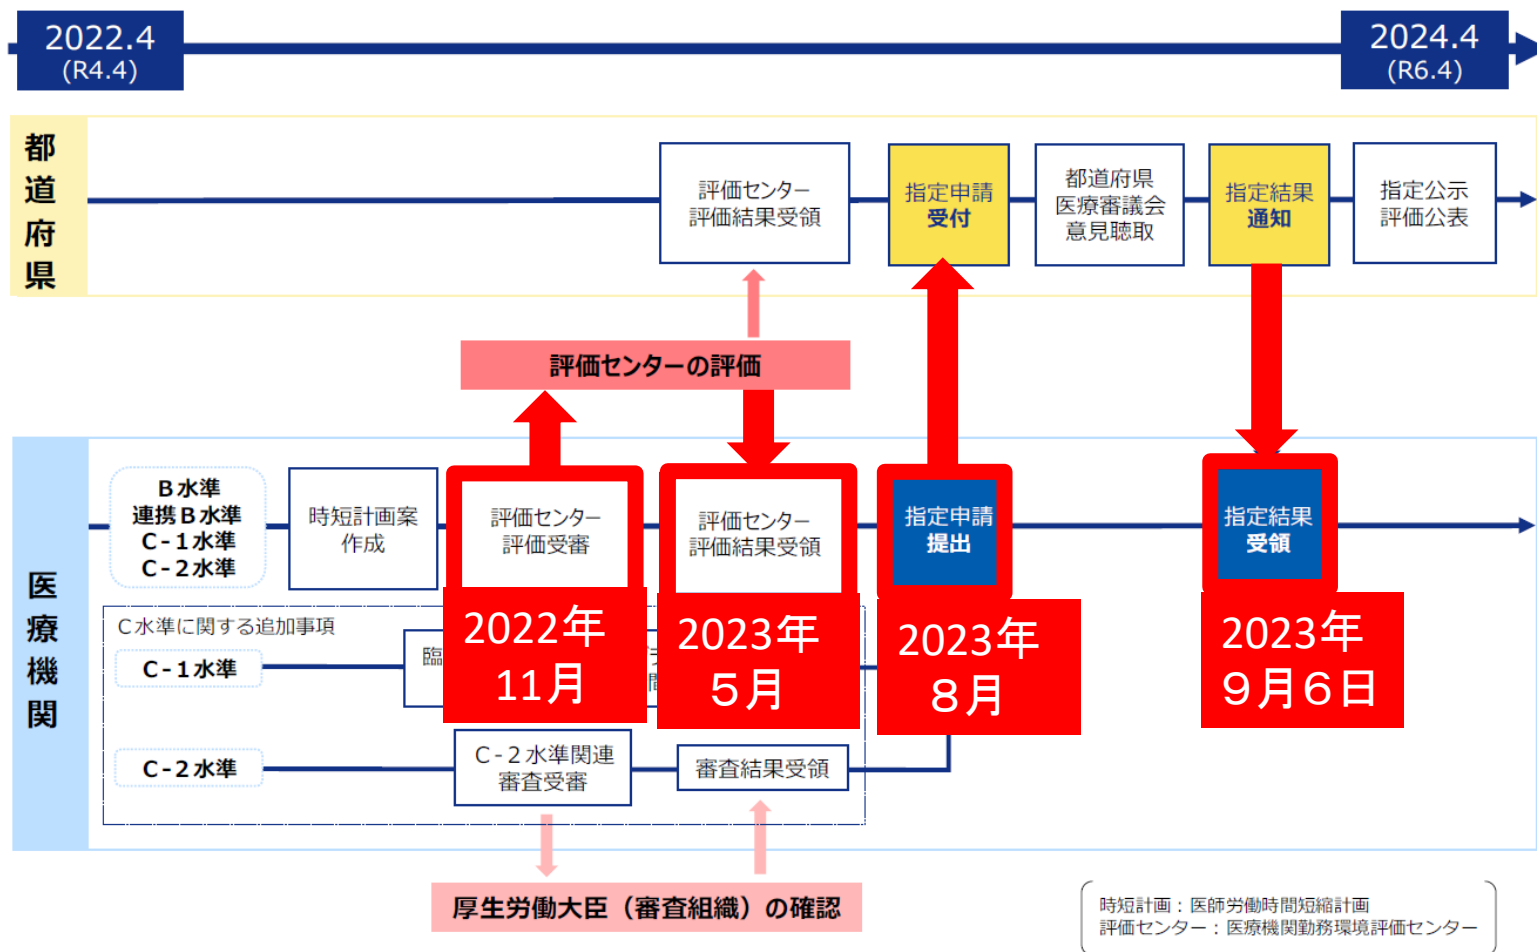 2022.4
(R4.4)
2024.4
(R6.4)
都道府県
評価センター
評価結果受領
指定申請
受付
都道府県
医療審議会
意見聴取
指定結果
通知
指定公示
評価公表
評価センターの評価
医療機関
B水準
連携B水準
C-1水準
C-2水準
時短計画案
作成
評価センター
評価受審
評価センター
評価結果受領
指定申請
提出
指定結果
受領
2022年
11月
2023年
5月
2023年
8月
2023年
9月6日
C水準に関する追加事項
C-1水準
臨
C-2水準
C-2水準関連
審査受審
審査結果受領
厚生労働大臣（審査組織）の確認
時短計画：医師労働時間短縮計画
評価センター：医療機関勤務環境評価センター